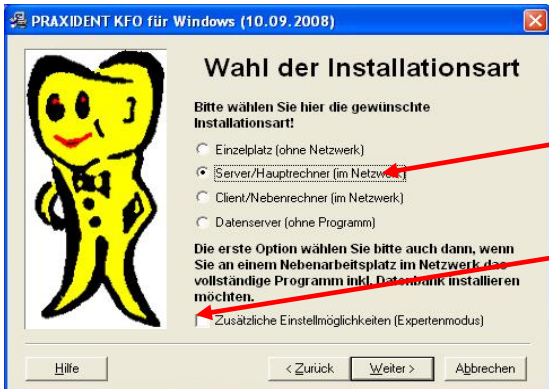 PRAXIDENT KFO für Windows (10.09.2008)
Wahl der Installationsart
Bitte wählen Sie hier die gewünschte
Installationsart!
Einzelplatz (ohne Netzwerk)
Server/Hauptrechner (im Netzwerk)
Client/Nebenrechner (im Netzwerk)
Datenserver (ohne Programm)
Die erste Option wählen Sie bitte auch dann, wenn
Sie an einem Nebenarbeitsplatz im Netzwerk das
vollständige Programm inkl. Datenbank installieren
möchten.
Zusätzliche Einstellmöglichkeiten (Expertenmodus)
Hilfe
< Zurück
Weiter >
Abbrechen